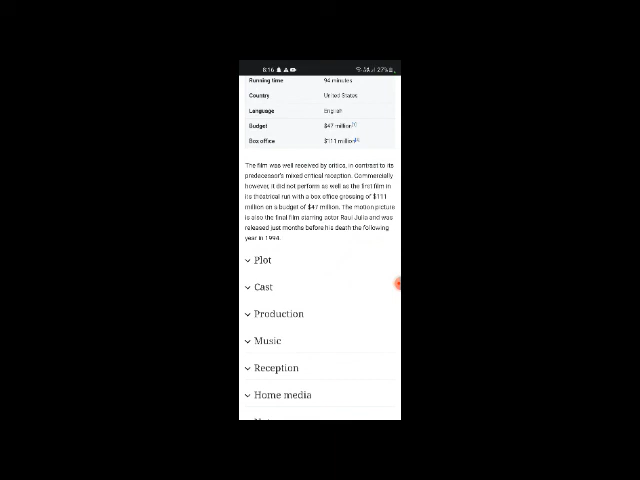 8:16 27%
Running time 94 minutes
Country United States
Language English
Budget $47 million[1]
Box office $111 million
The film was well received by critics, in contrast to its
predecessor's mixed critical reception. Commercially
however, it did not perform as well as the first film in
its theatrical run with a box office grossing of $111
million on a budget of $47 million. The motion picture
is also the final film starring actor Raul Julia and was
released just months before his death the following
year in 1994.
Plot
Cast
Production
Music
Reception
Home media